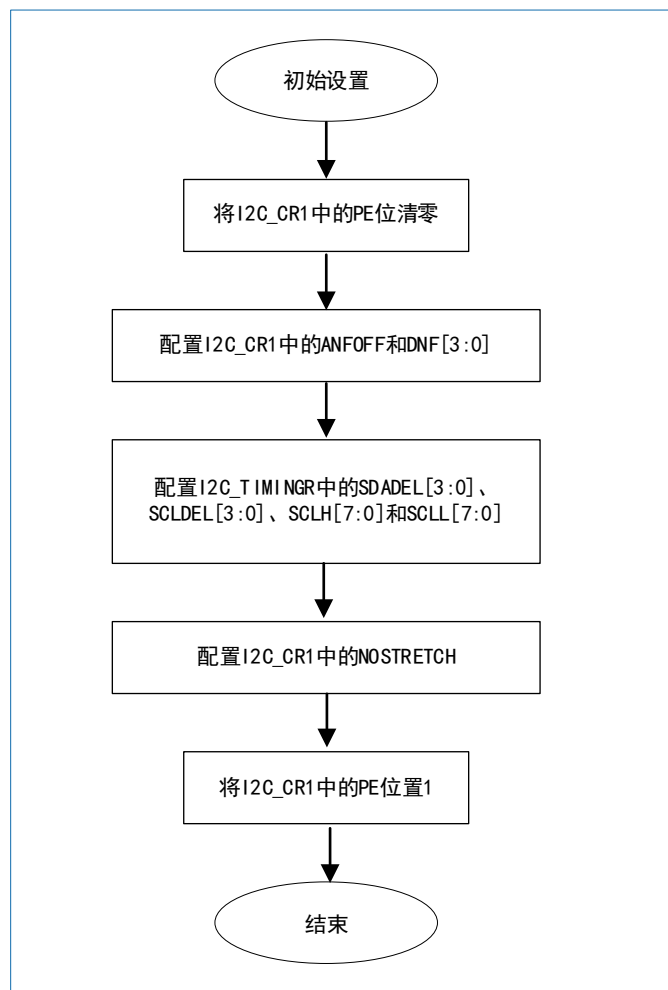 初始设置
将I2C_CR1中的PE位清零
配置I2C_CR1中的ANFOFF和DNF[3:0]
配置I2C_TIMINGR中的SDADEL[3:0]、
SCLDEL[3:0]、SCLH[7:0]和SCLL[7:0]
配置I2C_CR1中的NOSTRETCH
将I2C_CR1中的PE位置1
结束